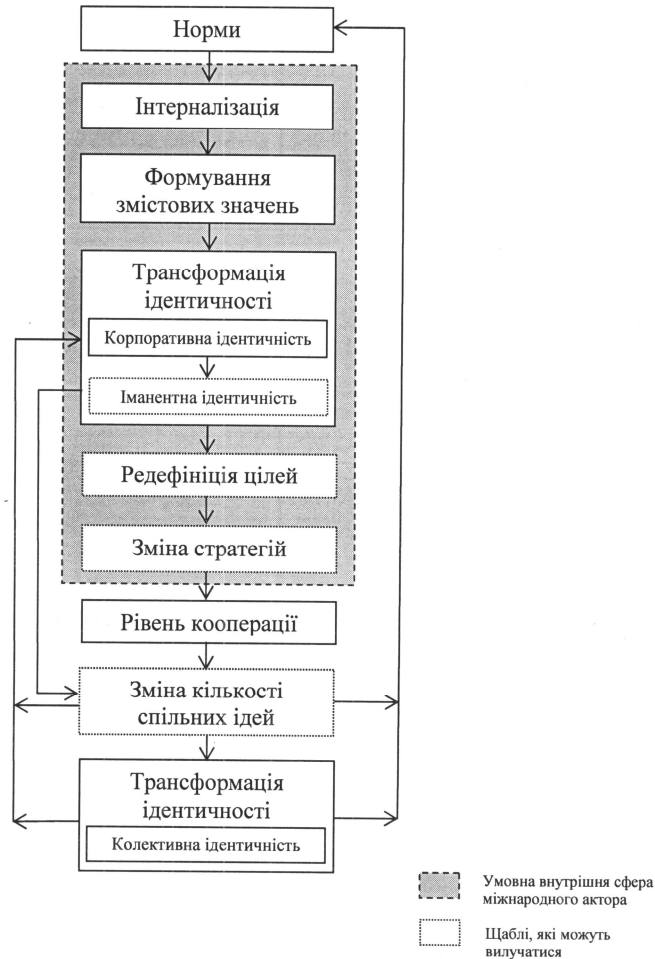 Норми
Інтерналізація
Формування
змістових значень
Трансформація
ідентичності
Корпоративна ідентичність
Іманентна ідентичність
Редефініція цілей
Зміна стратегій
Рівень кооперації
Зміна кількості
спільних ідей
Трансформація
ідентичності
Колективна ідентичність
Умовна внутрішня сфера
міжнародного актора
Щаблі, які можуть
вилучатися